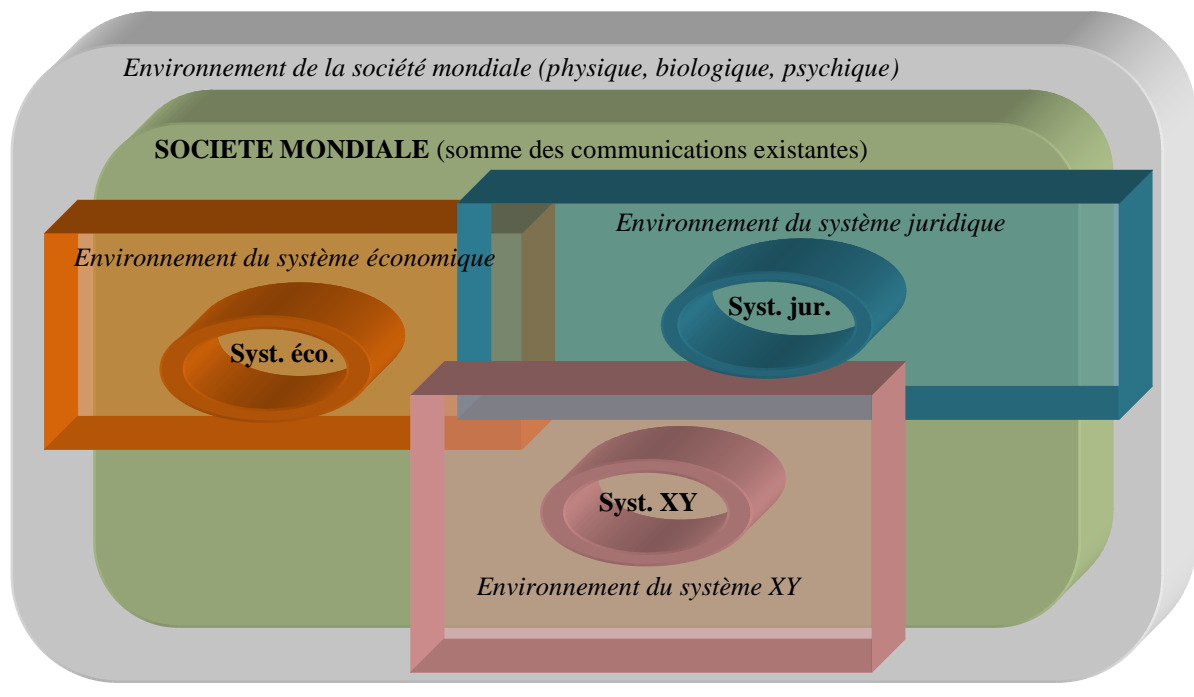 Environnement de la société mondiale (physique, biologique, psychique)
SOCIETE MONDIALE (somme des communications existantes)
Environnement du système juridique
Environnement du système économique
Syst. jur.
Syst. éco.
Syst. XY
Environnement du système XY